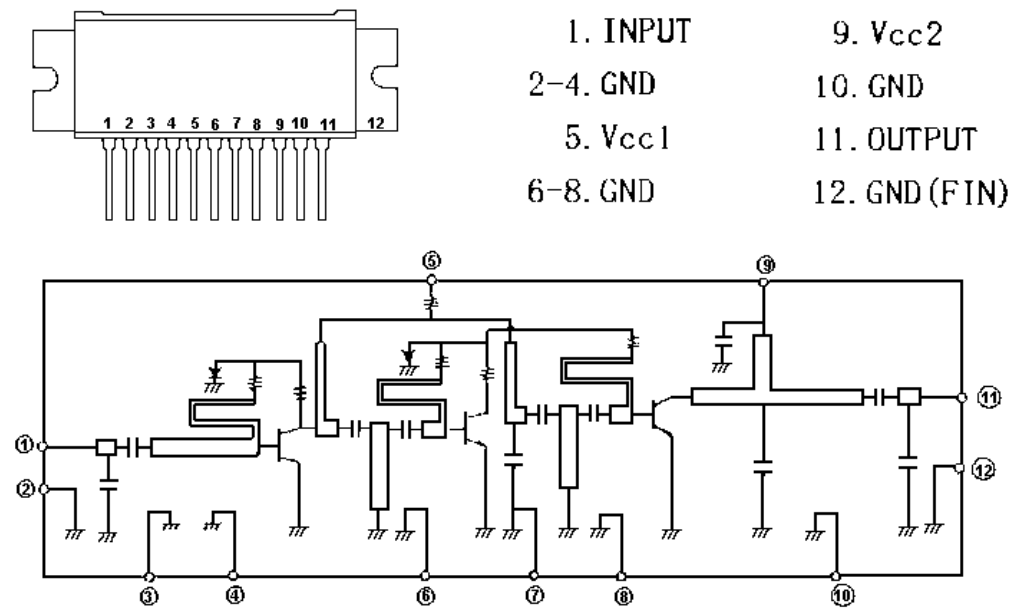 1. INPUT 9. Vcc2
2-4. GND 10. GND
5. Vcc1 11. OUTPUT
6-8. GND 12. GND(FIN)
1 2 3 4 5 6 7 8 9 10 11 12
⑤ ⑨
⑪
①
⑫
②
③ ④ ⑥ ⑦ ⑧ ⑩